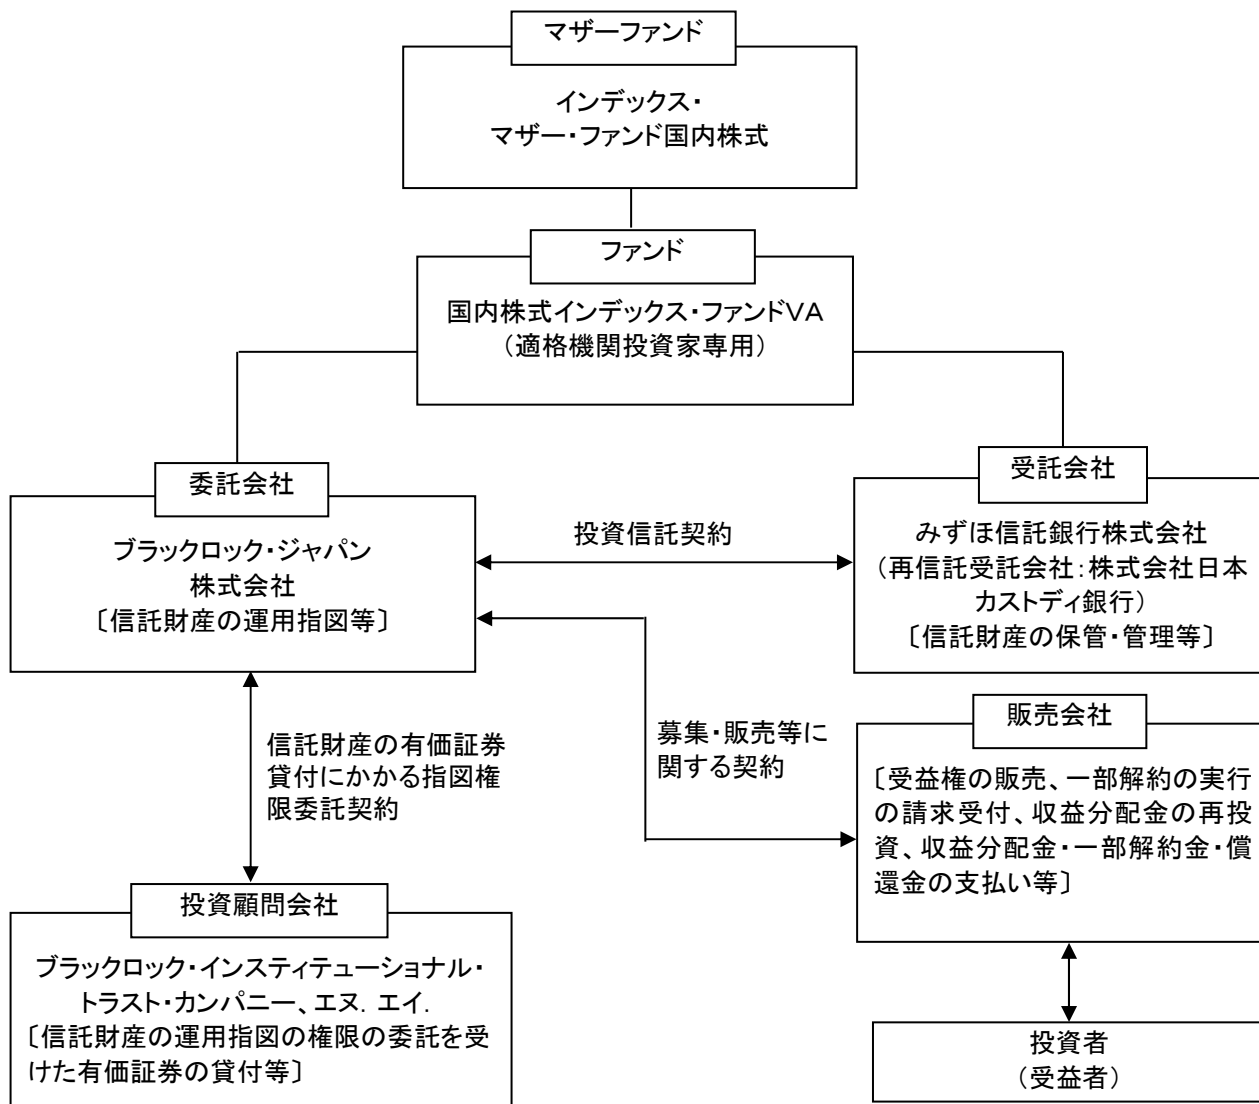 マザーファンド
インデックス・
マザー・ファンド国内株式
ファンド
国内株式インデックス・ファンドVA
（適格機関投資家専用）
委託会社
ブラックロック・ジャパン
株式会社
〔信託財産の運用指図等〕
投資信託契約
受託会社
みずほ信託銀行株式会社
（再信託受託会社：株式会社日本
カストディ銀行）
〔信託財産の保管・管理等〕
信託財産の有価証券
貸付にかかる指図権
限委託契約
募集・販売等に
関する契約
販売会社
〔受益権の販売、一部解約の実行
の請求受付、収益分配金の再投
資、収益分配金・一部解約金・償
還金の支払い等〕
投資顧問会社
ブラックロック・インスティテューショナル・
トラスト・カンパニー、エヌ．エイ．
〔信託財産の運用指図の権限の委託を受
けた有価証券の貸付等〕
投資者
（受益者）